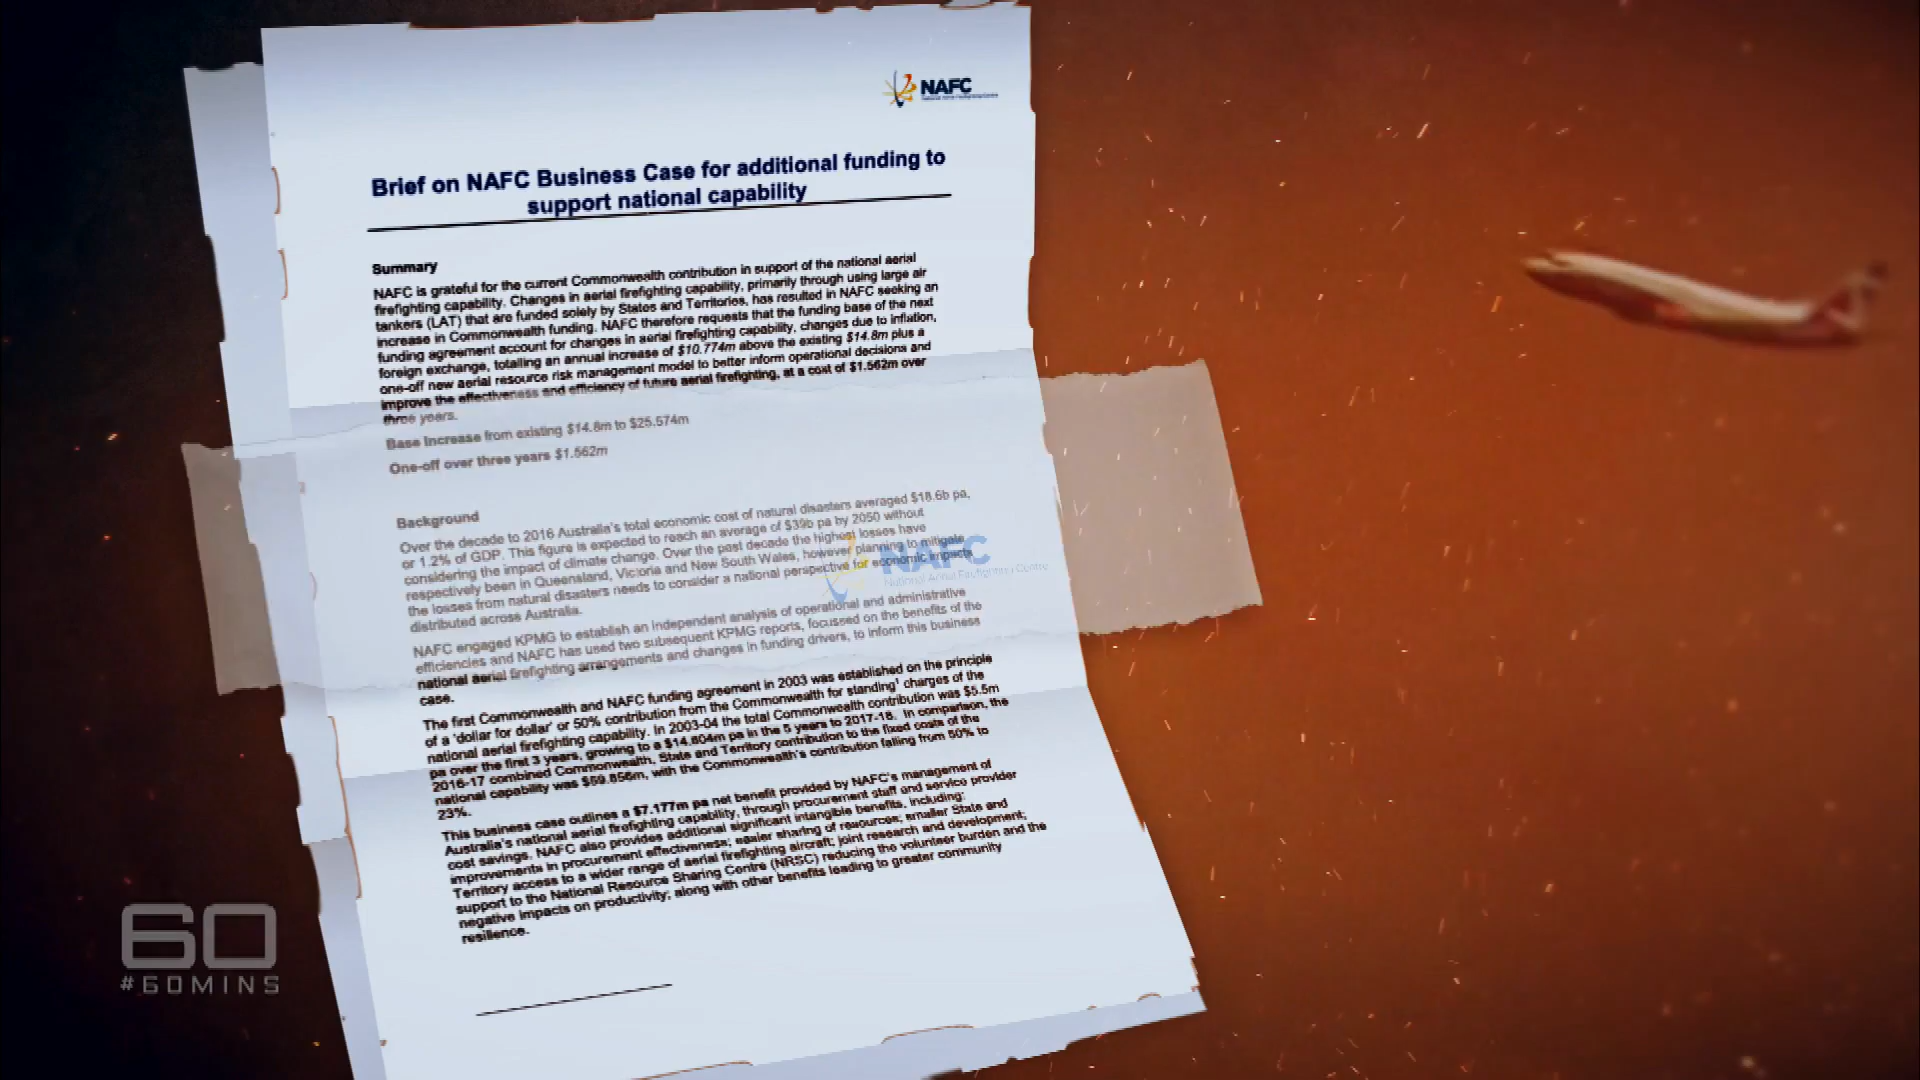 NAFC
Brief on NAFC Business Case for additional funding to
support national capability
Summary
NAFC is grateful for the current Commonwealth contribution in support of the national aerial
firefighting capability. Changes in aerial firefighting capability, primarily through using large air
tankers (LAT) that are funded solely by States and Territories, has resulted in NAFC seeking an
increase in Commonwealth funding. NAFC therefore requests that the funding base of the next
funding agreement account for changes in aerial firefighting capability, changes due to inflation,
foreign exchange, totalling an annual increase of $10.774m above the existing $14.8m plus a
one-off new aerial resource risk management model to better inform operational decisions and
improve the effectiveness and efficiency of future aerial firefighting, at a cost of $1.562m over
three years.
Base Increase from existing $14.8m to $25.574m
One-off over three years $1.562m
Background
Over the decade to 2016 Australia's total economic cost of natural disasters averaged $18.6b pa,
or 1.2% of GDP. This figure is expected to reach an average of $39b pa by 2050 without
considering the impact of climate change. Over the past decade the highest losses have
respectively been in Queensland, Victoria and New South Wales, however planning to mitigate
the losses from natural disasters needs to consider a national perspective for economic impacts
distributed across Australia.
NAFC
National Aerial Firefighting Centre
NAFC engaged KPMG to establish an independent analysis of operational and administrative
efficiencies and NAFC has used two subsequent KPMG reports, focussed on the benefits of the
national aerial firefighting arrangements and changes in funding drivers, to inform this business
case.
The first Commonwealth and NAFC funding agreement in 2003 was established on the principle
of a 'dollar for dollar' or 50% contribution from the Commonwealth for standing¹ charges of the
national aerial firefighting capability. In 2003-04 the total Commonwealth contribution was $5.5m
pa over the first 3 years, growing to a $14.804m pa in the 5 years to 2017-18. In comparison, the
2016-17 combined Commonwealth, State and Territory contribution to the fixed costs of the
national capability was $59.856m, with the Commonwealth's contribution falling from 50% to
23%.
This business case outlines a $7.177m pa net benefit provided by NAFC's management of
Australia's national aerial firefighting capability, through procurement staff and service provider
cost savings. NAFC also provides additional significant intangible benefits, including:
improvements in procurement effectiveness; easier sharing of resources; smaller State and
Territory access to a wider range of aerial firefighting aircraft; joint research and development;
support to the National Resource Sharing Centre (NRSC) reducing the volunteer burden and the
negative impacts on productivity; along with other benefits leading to greater community
resilience.
60
#60MINS